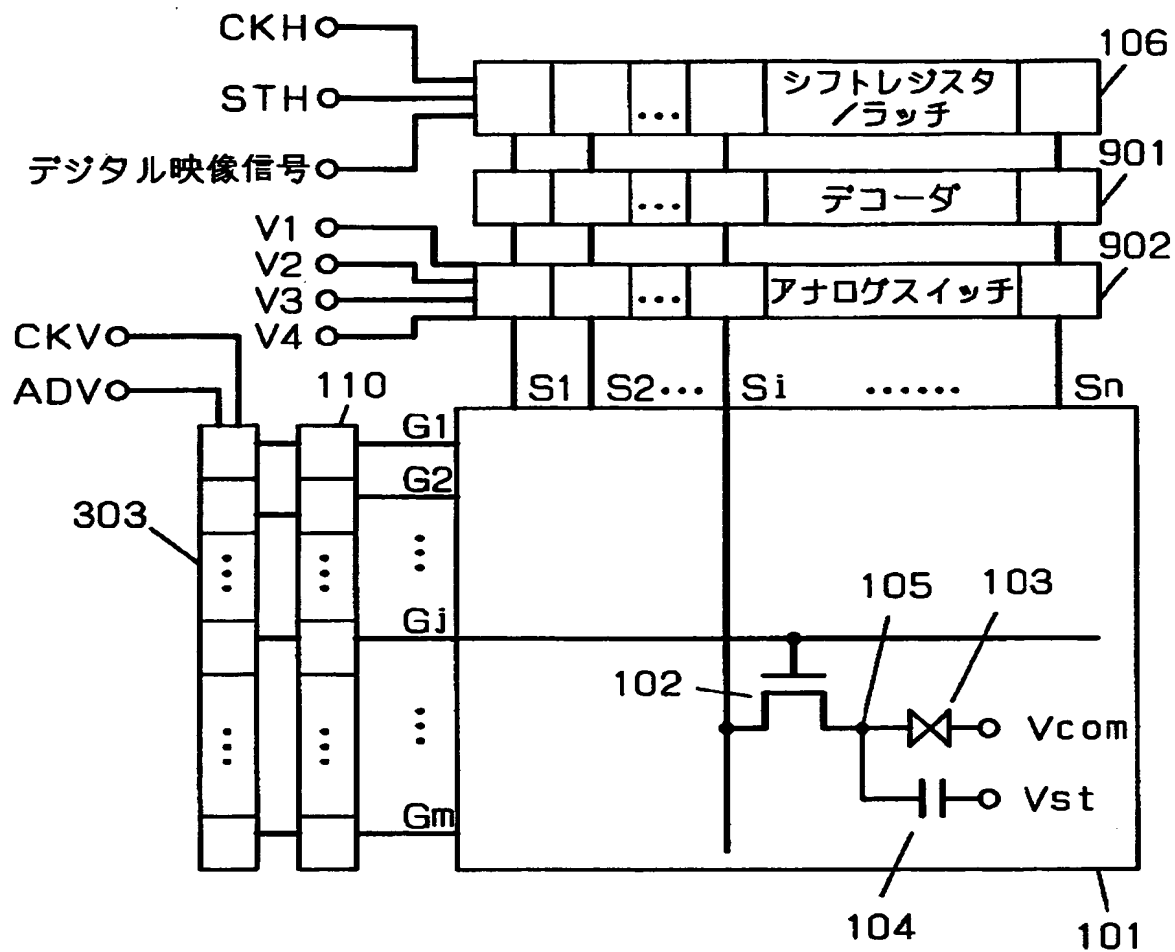 CKH
STH
デジタル映像信号
シフトレジスタ
/ラッチ
106
...
デコーダ
901
...
V1
V2
V3
V4
アナログスイッチ
902
...
CKV
ADV
110
S1
S2...
Si
......
Sn
G1
G2
303
...
...
...
Gj
105
103
102
Vcom
...
...
...
Vst
Gm
104
101